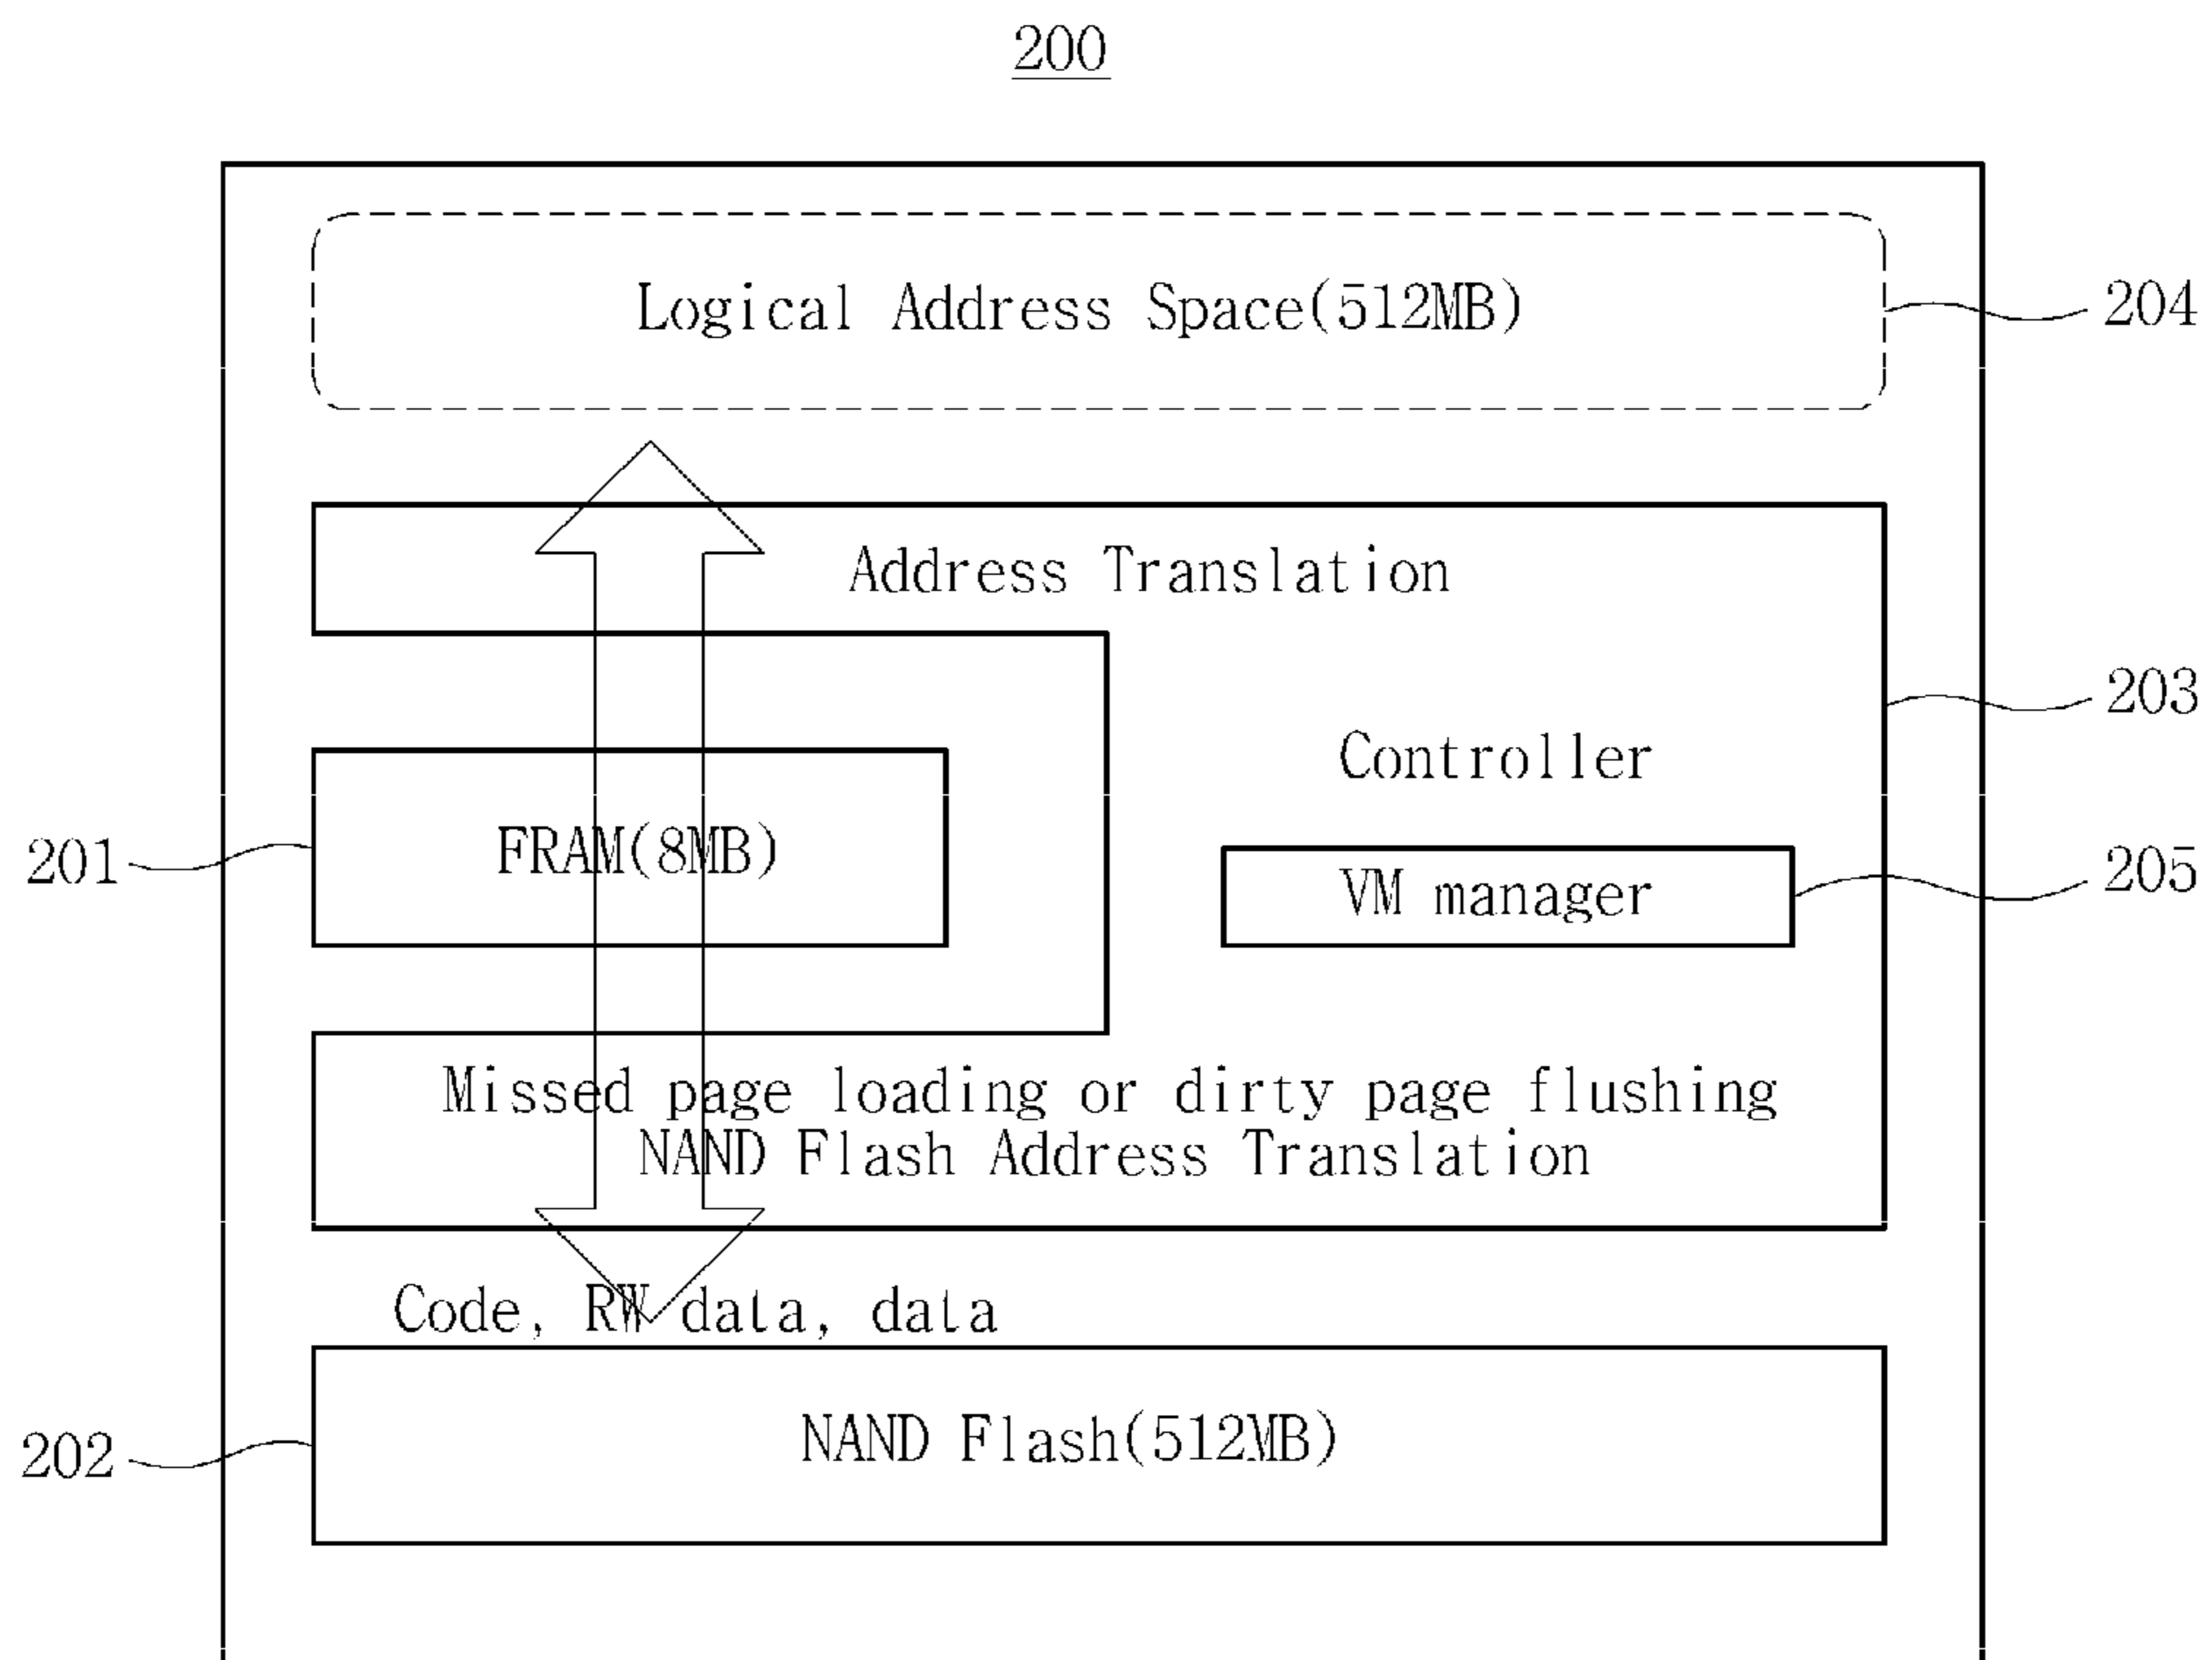 200
Logical Address Space(512MB)
204
Address Translation
203
Controller
FRAM(8MB)
201
VM manager
205
Missed page loading or dirty page flushing
NAND Flash Address Translation
Code, RW data, data
NAND Flash(512MB)
202